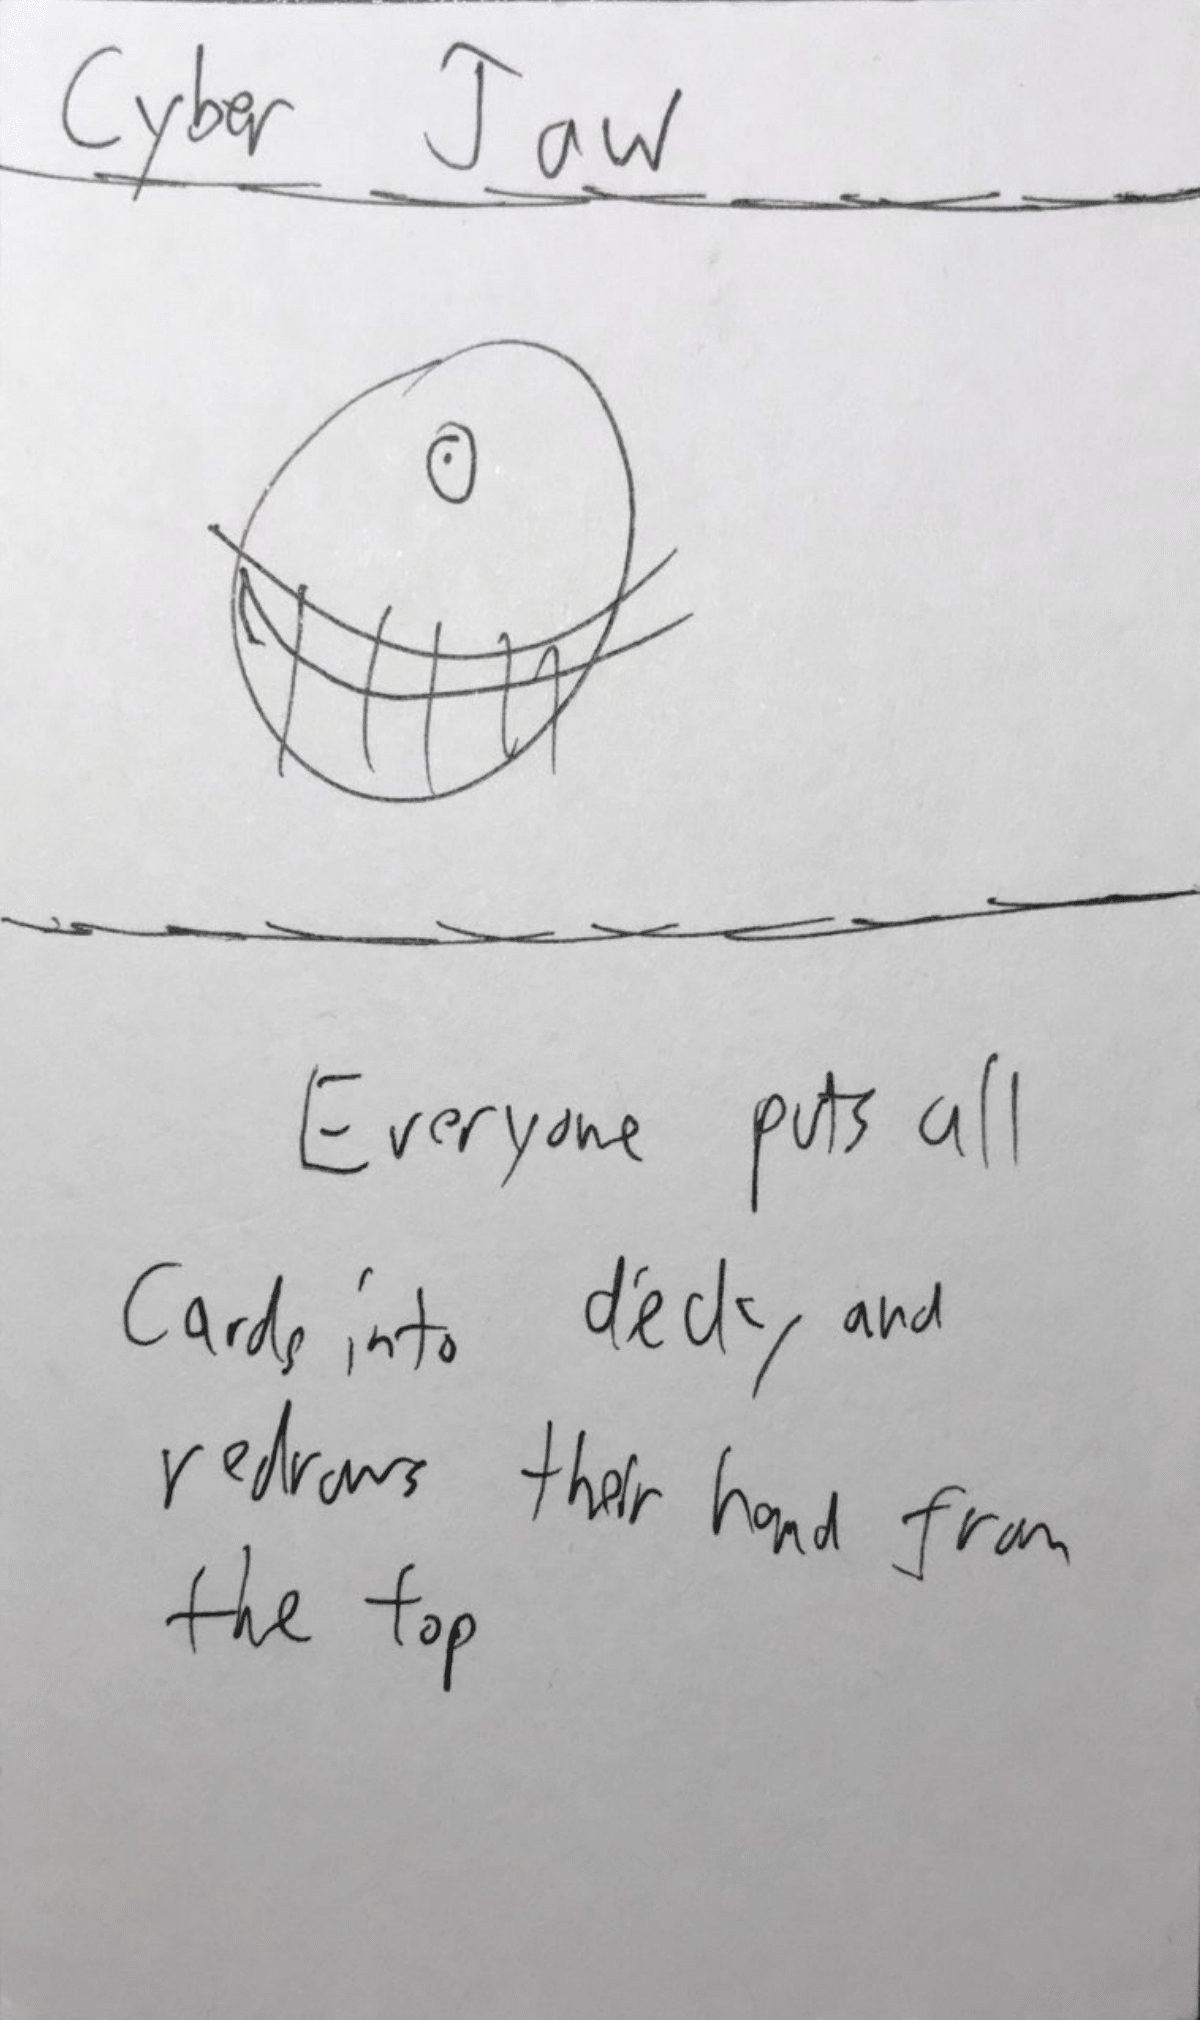 Cyber Jaw
Everyone puts all
Cards into deck, and
redraws their hand from
the top